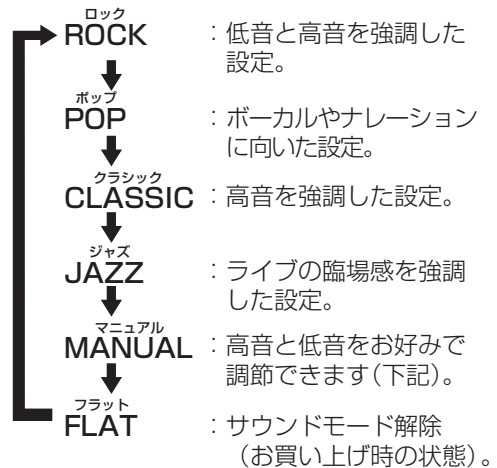 ロック
ROCK :低音と高音を強調した
設定。
ポップ
POP :ボーカルやナレーション
に向いた設定。
クラシック
CLASSIC :高音を強調した設定。
ジャズ
JAZZ :ライブの臨場感を強調
した設定。
マニュアル
MANUAL :高音と低音をお好みで
調節できます(下記)。
フラット
FLAT :サウンドモード解除
(お買い上げ時の状態)。